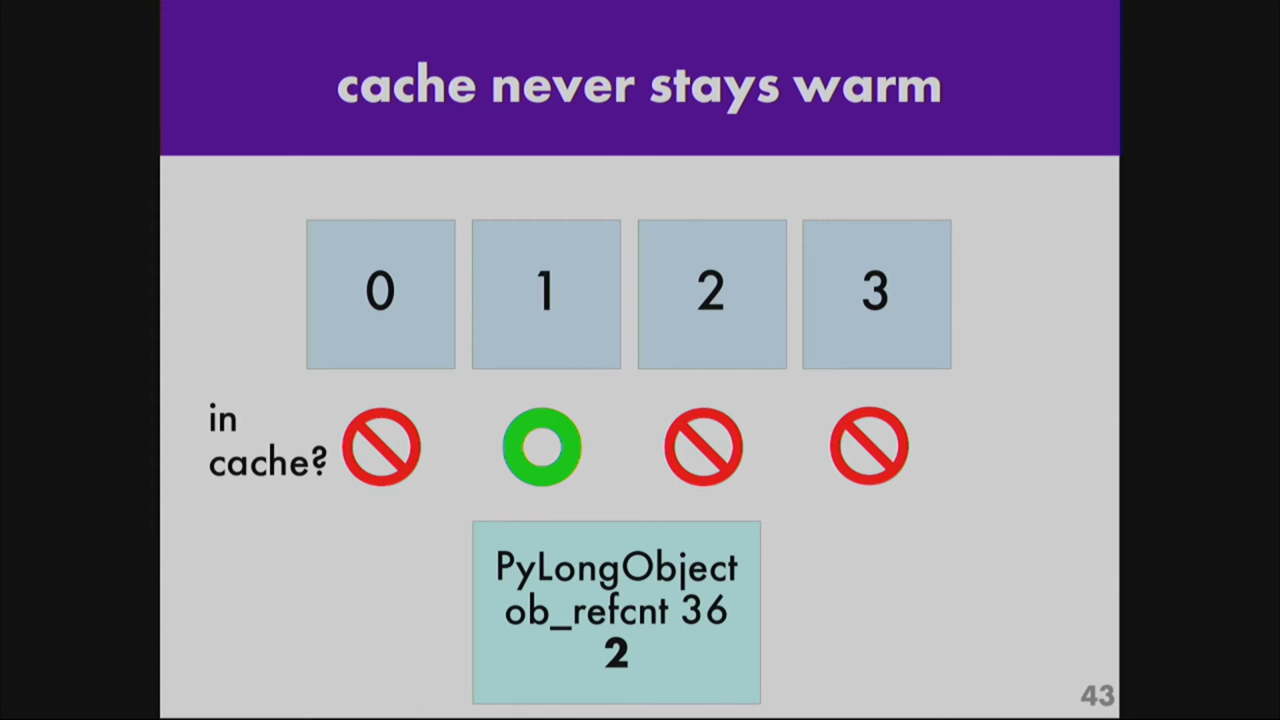 cache never stays warm
0 1 2 3
in
cache?
PyLongObject
ob_refcnt 36
2
43